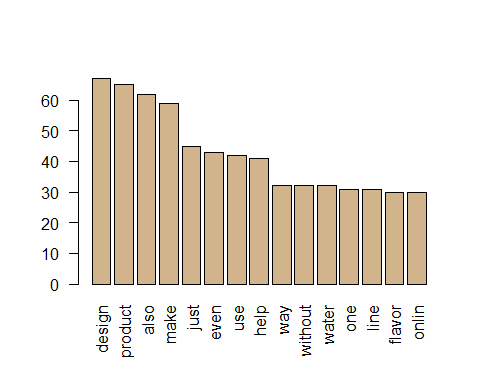 60
50
40
30
20
10
0
design
product
also
make
just
even
use
help
way
without
water
one
line
flavor
onlin